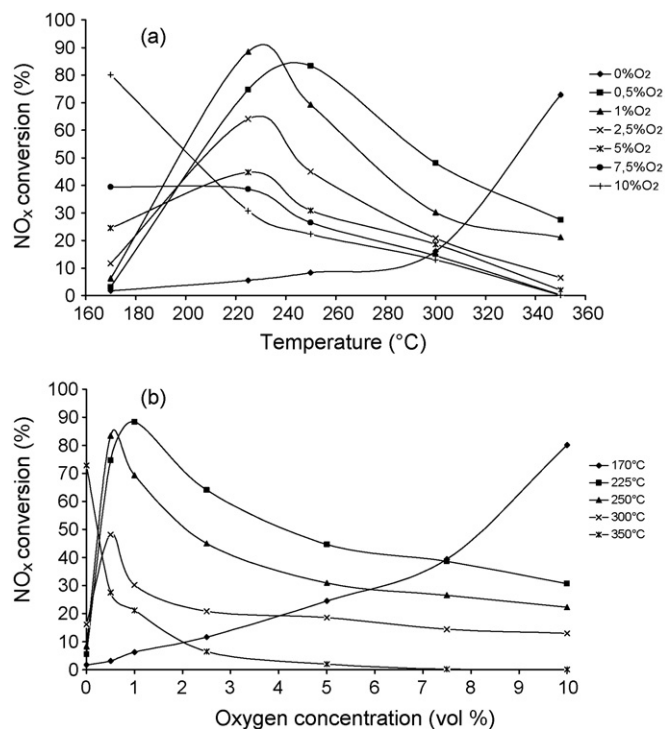 (a)
NOx conversion (%)
100
90
80
70
60
50
40
30
20
10
0
160 180 200 220 240 260 280 300 320 340 360
Temperature (°C)
0%O2
0,5%O2
1%O2
2,5%O2
5%O2
7,5%O2
10%O2
(b)
NOx conversion (%)
100
90
80
70
60
50
40
30
20
10
0
0 1 2 3 4 5 6 7 8 9 10
Oxygen concentration (vol %)
170°C
225°C
250°C
300°C
350°C